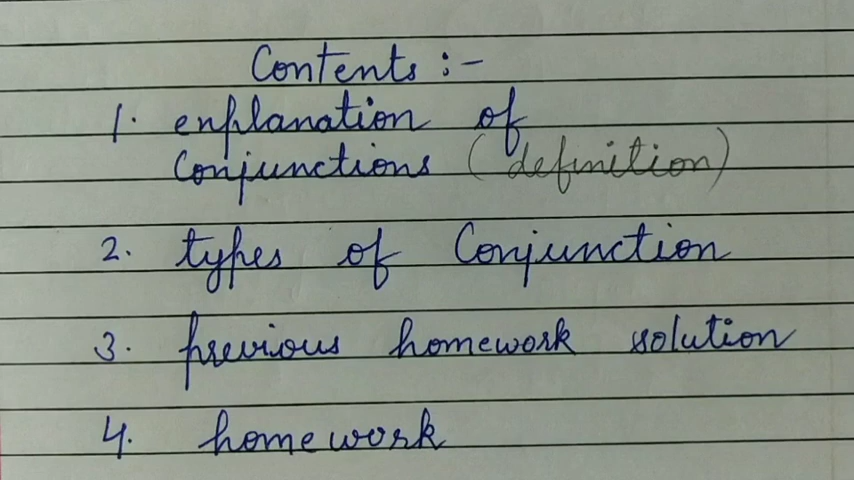 Contents :-
1. explanation of
Conjunctions (definition)
2. types of Conjunction
3. previous homework solution
4. homework